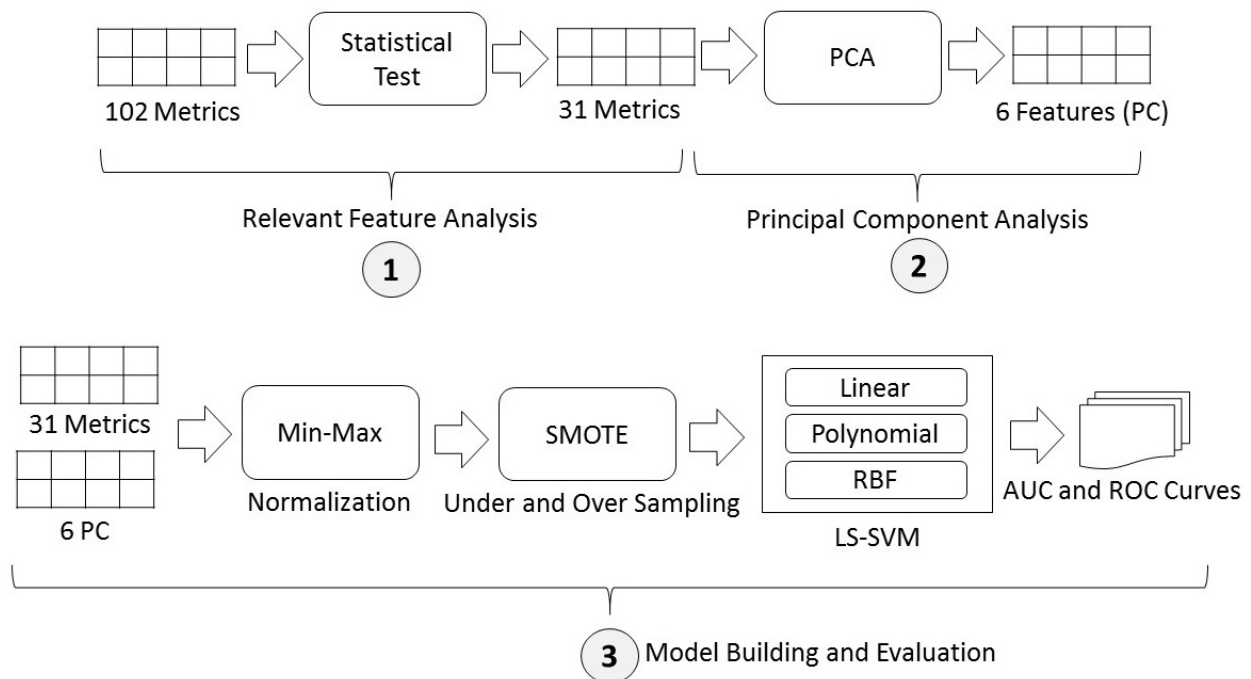 Statistical
Test
PCA
102 Metrics
31 Metrics
6 Features (PC)
Relevant Feature Analysis
Principal Component Analysis
1
2
31 Metrics
6 PC
Min-Max
Normalization
SMOTE
Under and Over Sampling
Linear
Polynomial
RBF
LS-SVM
AUC and ROC Curves
3 Model Building and Evaluation